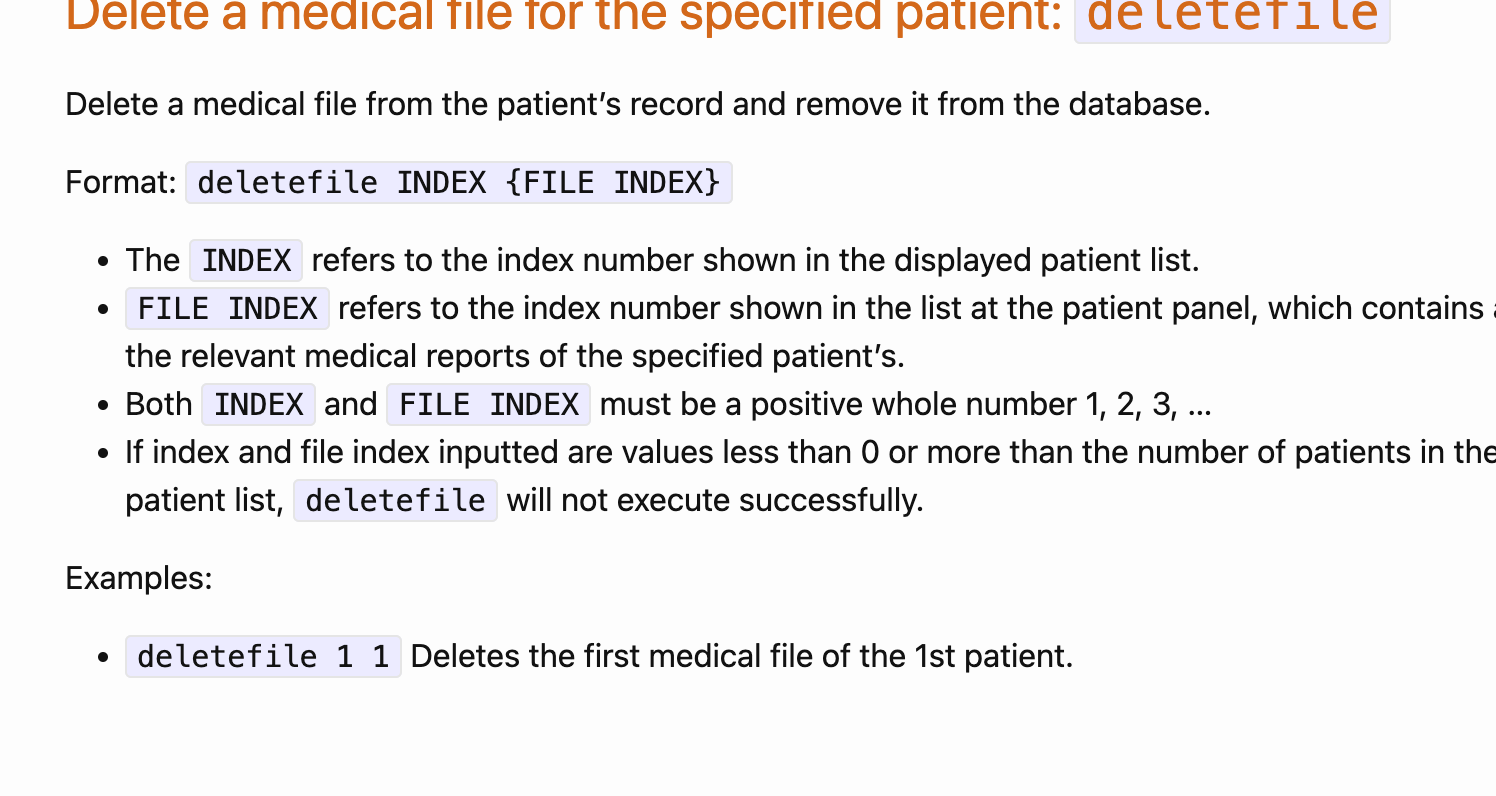 Delete a medical file for the specified patient: deletefile
Delete a medical file from the patient’s record and remove it from the database.
Format: deletefile INDEX {FILE INDEX}
• The INDEX refers to the index number shown in the displayed patient list.
• FILE INDEX refers to the index number shown in the list at the patient panel, which contains
the relevant medical reports of the specified patient’s.
• Both INDEX and FILE INDEX must be a positive whole number 1, 2, 3, …
• If index and file index inputted are values less than 0 or more than the number of patients in the
patient list, deletefile will not execute successfully.
Examples:
• deletefile 1 1 Deletes the first medical file of the 1st patient.